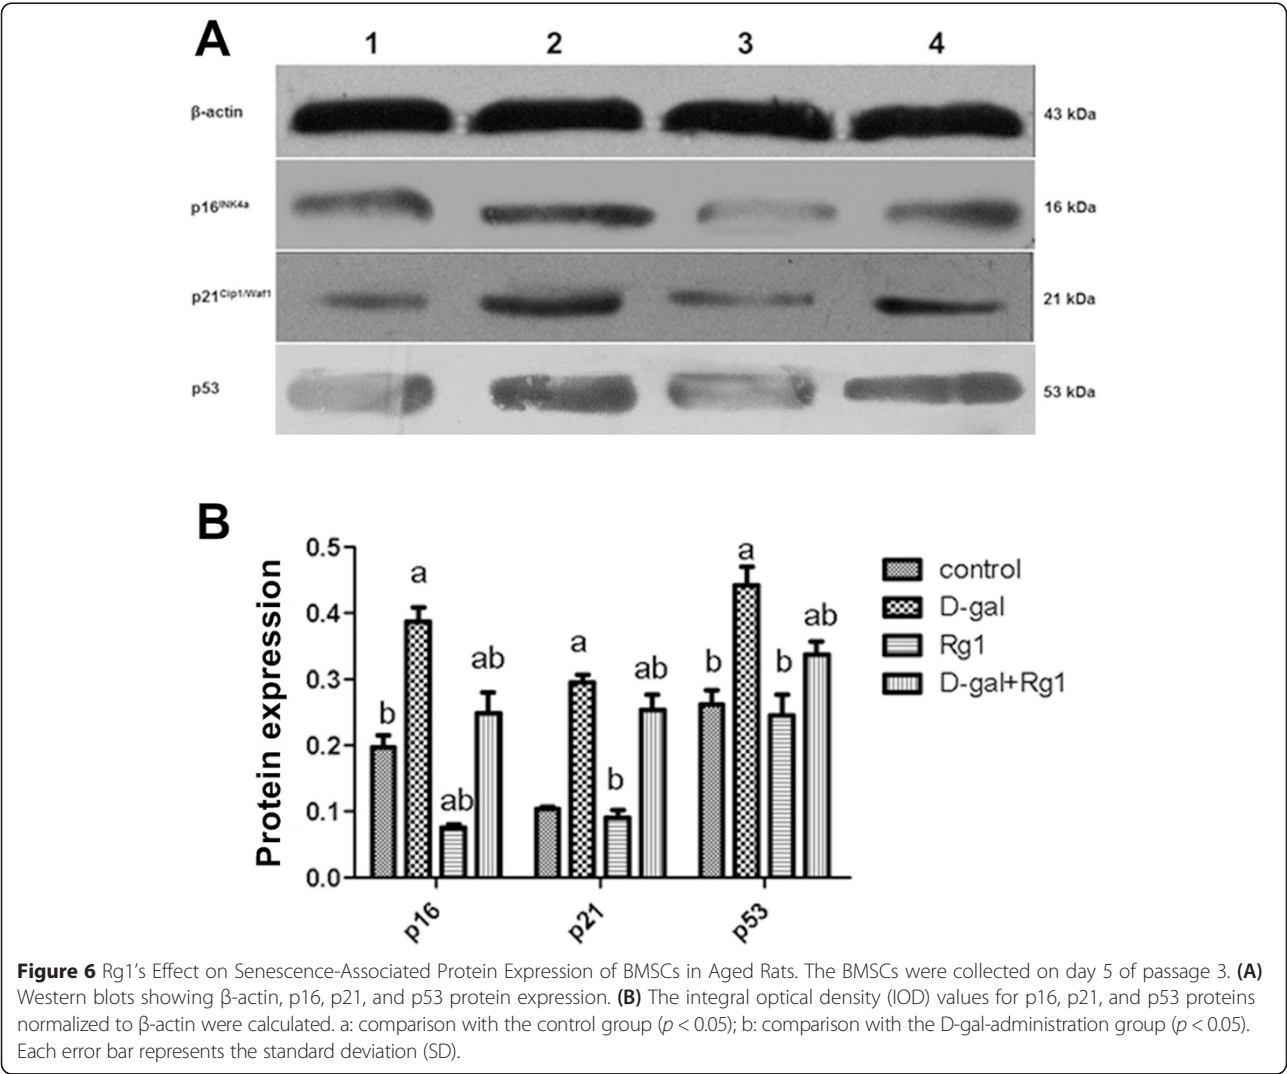 A
1 2 3 4
β-actin 43 kDa
p16INK4a 16 kDa
p21Cip1/Waf1 21 kDa
p53 53 kDa
B
Protein expression
0.5
0.4
0.3
0.2
0.1
0.0
b a ab ab
a b ab
b a b ab
p16 p21 p53
control
D-gal
Rg1
D-gal+Rg1
Figure 6 Rg1's Effect on Senescence-Associated Protein Expression of BMSCs in Aged Rats. The BMSCs were collected on day 5 of passage 3. (A)
Western blots showing β-actin, p16, p21, and p53 protein expression. (B) The integral optical density (IOD) values for p16, p21, and p53 proteins
normalized to β-actin were calculated. a: comparison with the control group (p < 0.05); b: comparison with the D-gal-administration group (p < 0.05).
Each error bar represents the standard deviation (SD).